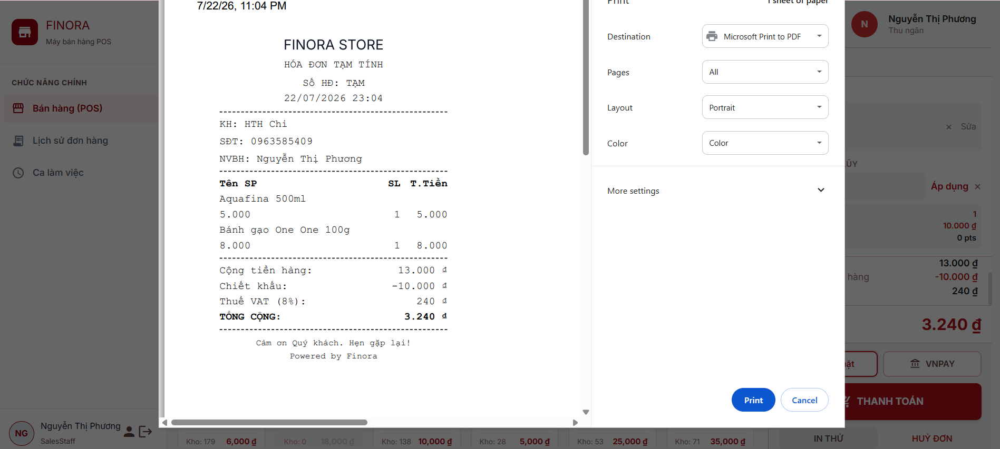 FINORA
Máy bán hàng POS
CHỨC NĂNG CHÍNH
Bán hàng (POS)
Lịch sử đơn hàng
Ca làm việc
NG
Nguyễn Thị Phương
SalesStaff
7/22/26, 11:04 PM
FINORA STORE
HÓA ĐƠN TẠM TÍNH
Số HĐ: TẠM
22/07/2026 23:04
KH: HTH Chi
SĐT: 0963585409
NVBH: Nguyễn Thị Phương
Tên SP SL T.Tiền
Aquafina 500ml
5.000 1 5.000
Bánh gạo One One 100g
8.000 1 8.000
Cộng tiền hàng: 13.000 ₫
Chiết khấu: -10.000 ₫
Thuế VAT (8%): 240 ₫
TỔNG CỘNG: 3.240 ₫
Cảm ơn Quý khách. Hẹn gặp lại!
Powered by Finora
Print 1 sheet of paper
Destination Microsoft Print to PDF
Pages All
Layout Portrait
Color Color
More settings
Print Cancel
N
Nguyễn Thị Phương
Thu ngân
× Sửa
LŨY
Áp dụng ×
1
10.000 ₫
0 pts
13.000 ₫
hàng -10.000 ₫
240 ₫
3.240 ₫
VNPAY
THANH TOÁN
IN THỬ HUỶ ĐƠN
Kho: 179 6,000 ₫
Kho: 0 18,000 ₫
Kho: 138 10,000 ₫
Kho: 28 5,000 ₫
Kho: 53 25,000 ₫
Kho: 71 35,000 ₫